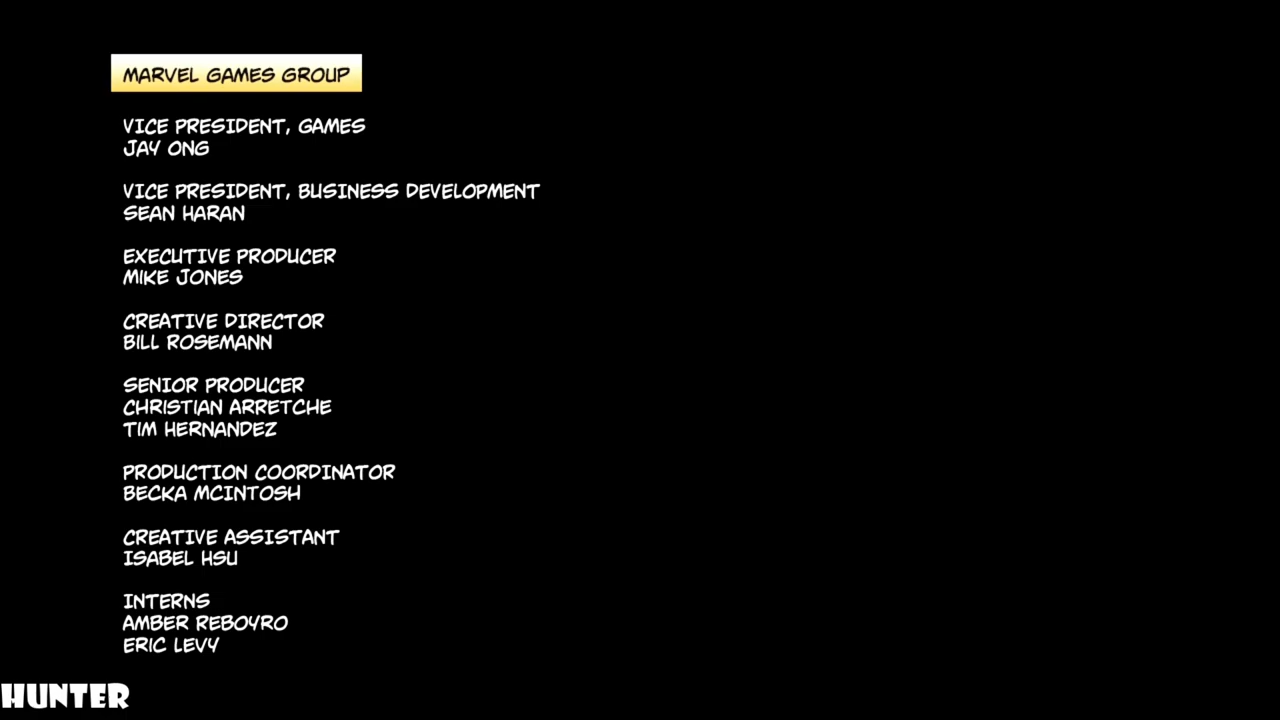 MARVEL GAMES GROUP
VICE PRESIDENT, GAMES
JAY ONG
VICE PRESIDENT, BUSINESS DEVELOPMENT
SEAN HARAN
EXECUTIVE PRODUCER
MIKE JONES
CREATIVE DIRECTOR
BILL ROSEMANN
SENIOR PRODUCER
CHRISTIAN ARRETCHE
TIM HERNANDEZ
PRODUCTION COORDINATOR
BECKA MCINTOSH
CREATIVE ASSISTANT
ISABEL HSU
INTERNS
AMBER REBOYRO
ERIC LEVY
HUNTER